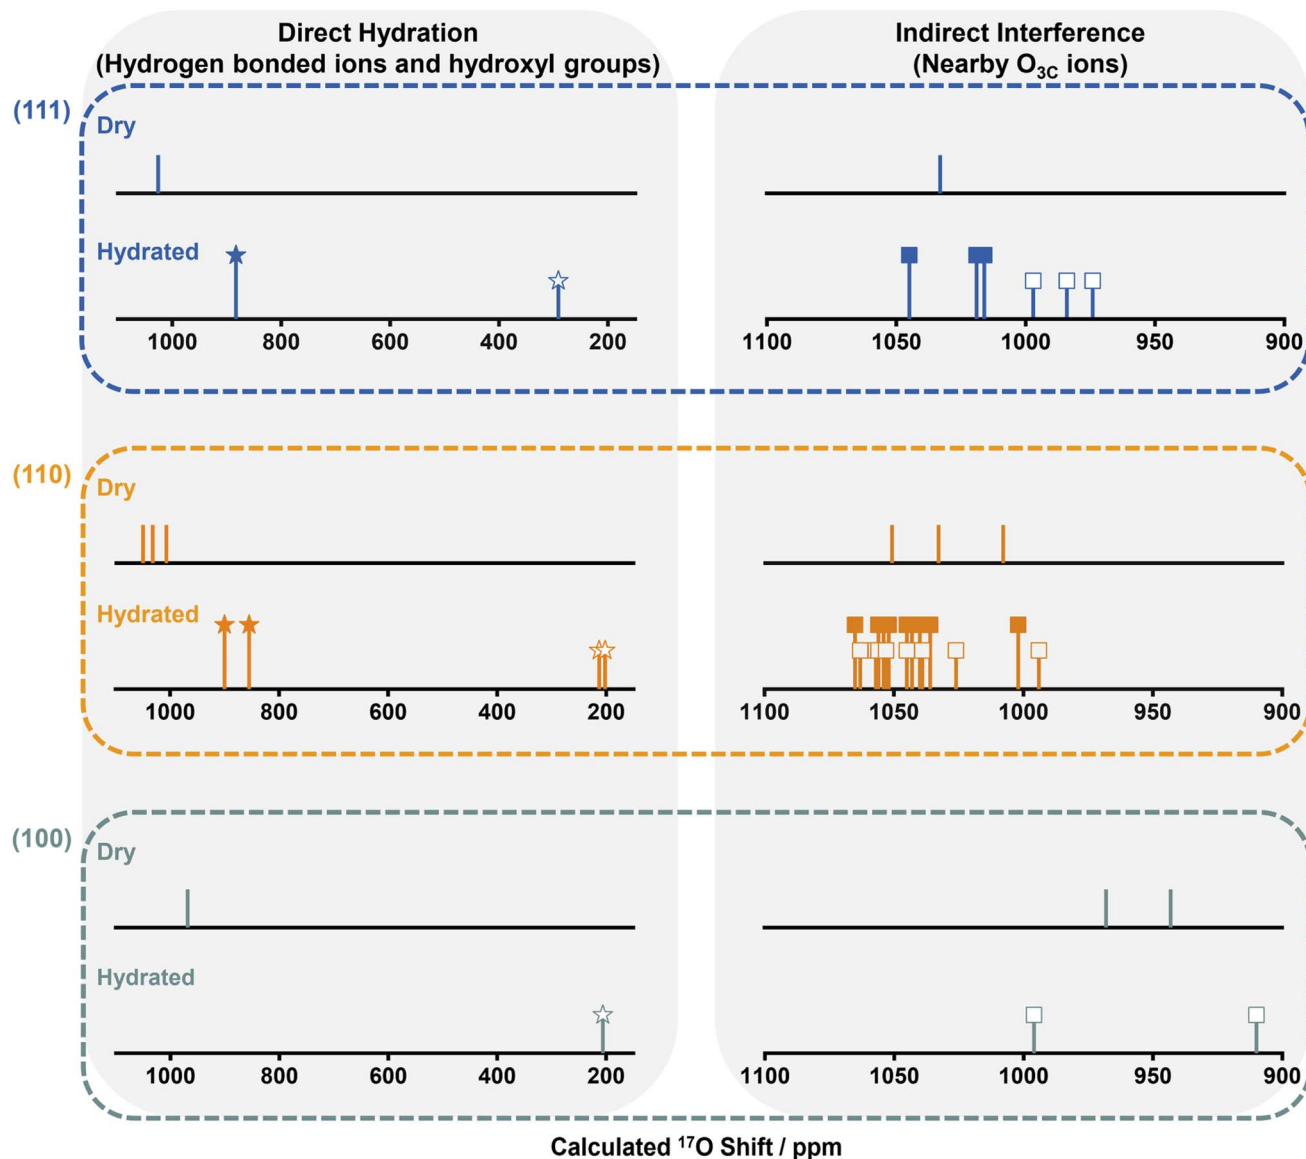 Direct Hydration
(Hydrogen bonded ions and hydroxyl groups)
Indirect Interference
(Nearby O3C ions)
(111)
Dry
Hydrated
1000 800 600 400 200
1100 1050 1000 950 900
(110)
Dry
Hydrated
1000 800 600 400 200
1100 1050 1000 950 900
(100)
Dry
Hydrated
1000 800 600 400 200
1100 1050 1000 950 900
Calculated ¹⁷O Shift / ppm